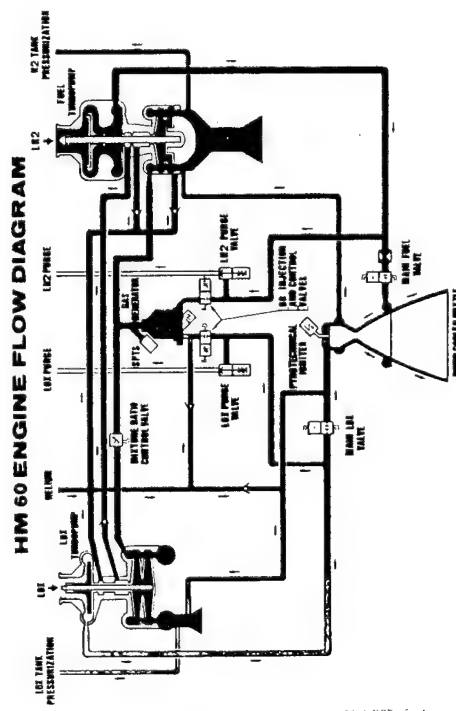 HM 60 ENGINE FLOW DIAGRAM
H2 TANK
PRESSURIZATION
FUEL
TURBOPUMP
LH2
LH2 PURGE
LH2 PURGE
VALVE
GAS
GENERATOR
SPTS
GG INJECTION
AND CONTROL
VALVES
MAIN FUEL
VALVE
PYROTECHNICAL
IGNITER
LOX PURGE
LOX PURGE
VALVE
MIXTURE RATIO
CONTROL VALVE
MAIN LOX
VALVE
HELIUM
LOX
TURBOPUMP
LOX
LOX TANK
PRESSURIZATION